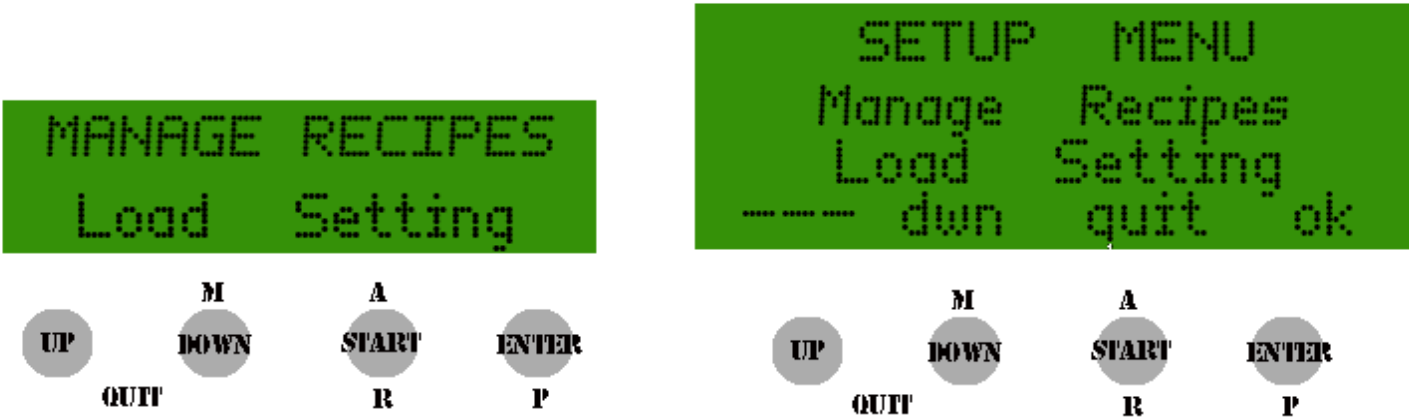 MANAGE RECIPES
Load Setting
M A
UP DOWN START ENTER
QUIT R P
SETUP MENU
Manage Recipes
Load Setting
--- dwn quit ok
M A
UP DOWN START ENTER
QUIT R P